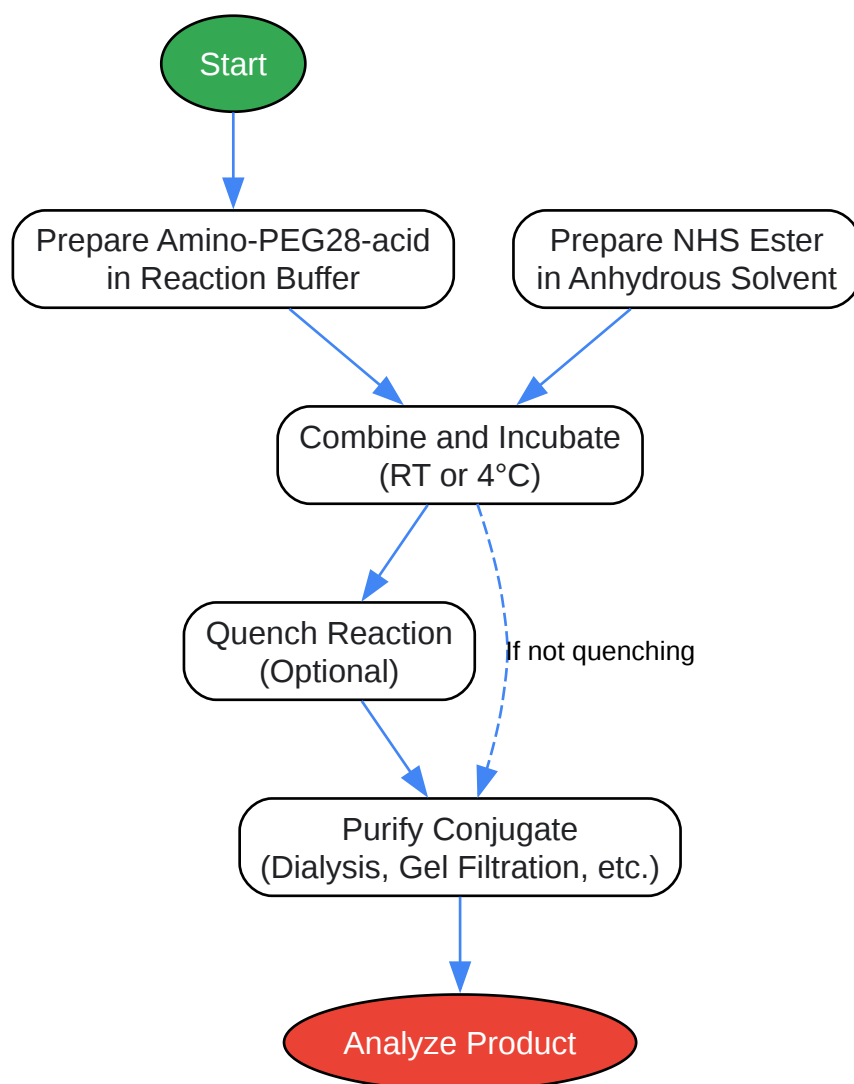 Start
Prepare Amino-PEG28-acid
in Reaction Buffer
Prepare NHS Ester
in Anhydrous Solvent
Combine and Incubate
(RT or 4°C)
Quench Reaction
(Optional)
If not quenching
Purify Conjugate
(Dialysis, Gel Filtration, etc.)
Analyze Product